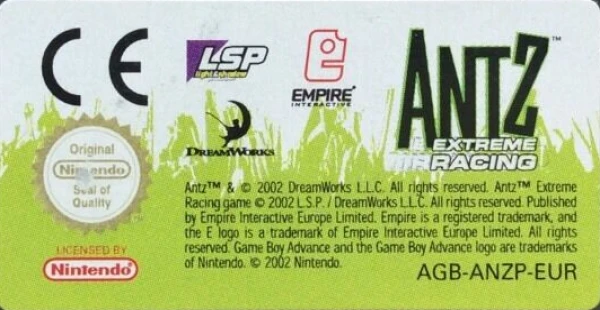 CE
LSP
light & shadow
EMPIRE
INTERACTIVE
ANTZ™
EXTREME
RACING
DREAMWORKS
Original
Nintendo
Seal of
Quality
LICENSED BY
Nintendo
Antz™ & © 2002 DreamWorks L.L.C. All rights reserved. Antz™ Extreme
Racing game © 2002 L.S.P. / DreamWorks L.L.C. All rights reserved. Published
by Empire Interactive Europe Limited. Empire is a registered trademark, and
the E logo is a trademark of Empire Interactive Europe Limited. All rights
reserved. Game Boy Advance and the Game Boy Advance logo are trademarks
of Nintendo. © 2002 Nintendo.
AGB-ANZP-EUR